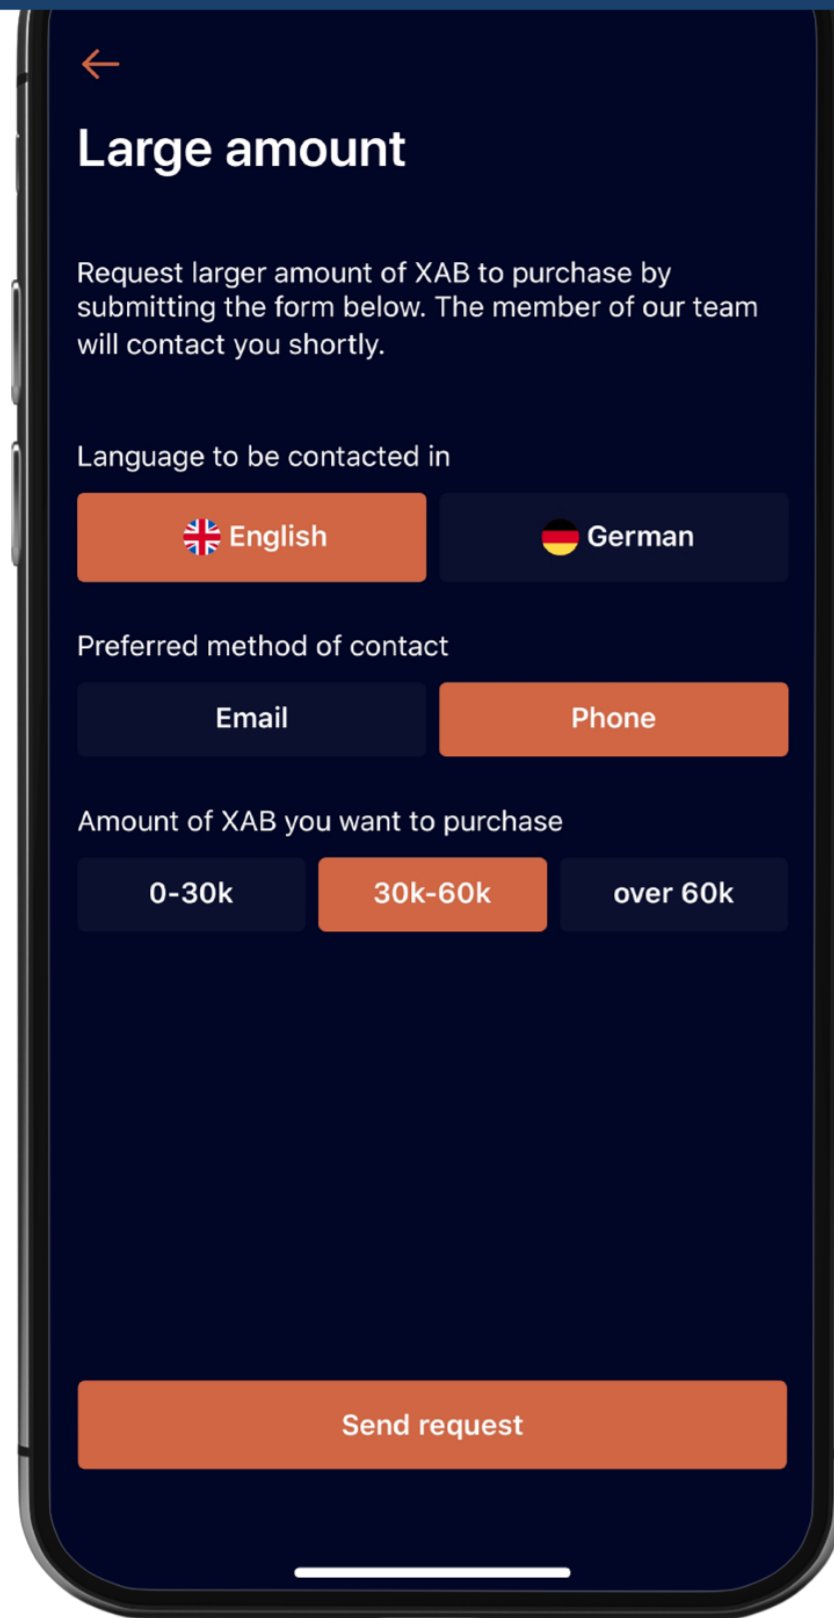 Large amount
Request larger amount of XAB to purchase by
submitting the form below. The member of our team
will contact you shortly.
Language to be contacted in
English
German
Preferred method of contact
Email
Phone
Amount of XAB you want to purchase
0-30k
30k-60k
over 60k
Send request